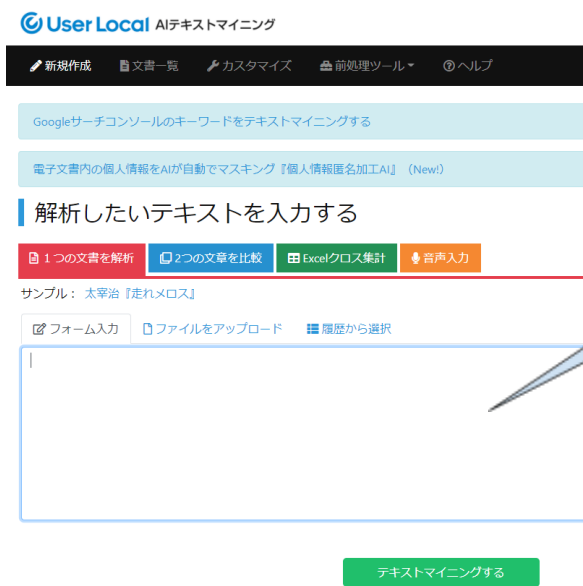 User Local AIテキストマイニング
新規作成 文書一覧 カスタマイズ 前処理ツール ヘルプ
Googleサーチコンソールのキーワードをテキストマイニングする
電子文書内の個人情報をAIが自動でマスキング『個人情報匿名加工AI』（New!）
解析したいテキストを入力する
1つの文書を解析 2つの文章を比較 Excelクロス集計 音声入力
サンプル： 太宰治『走れメロス』
フォーム入力 ファイルをアップロード 履歴から選択
テキストマイニングする